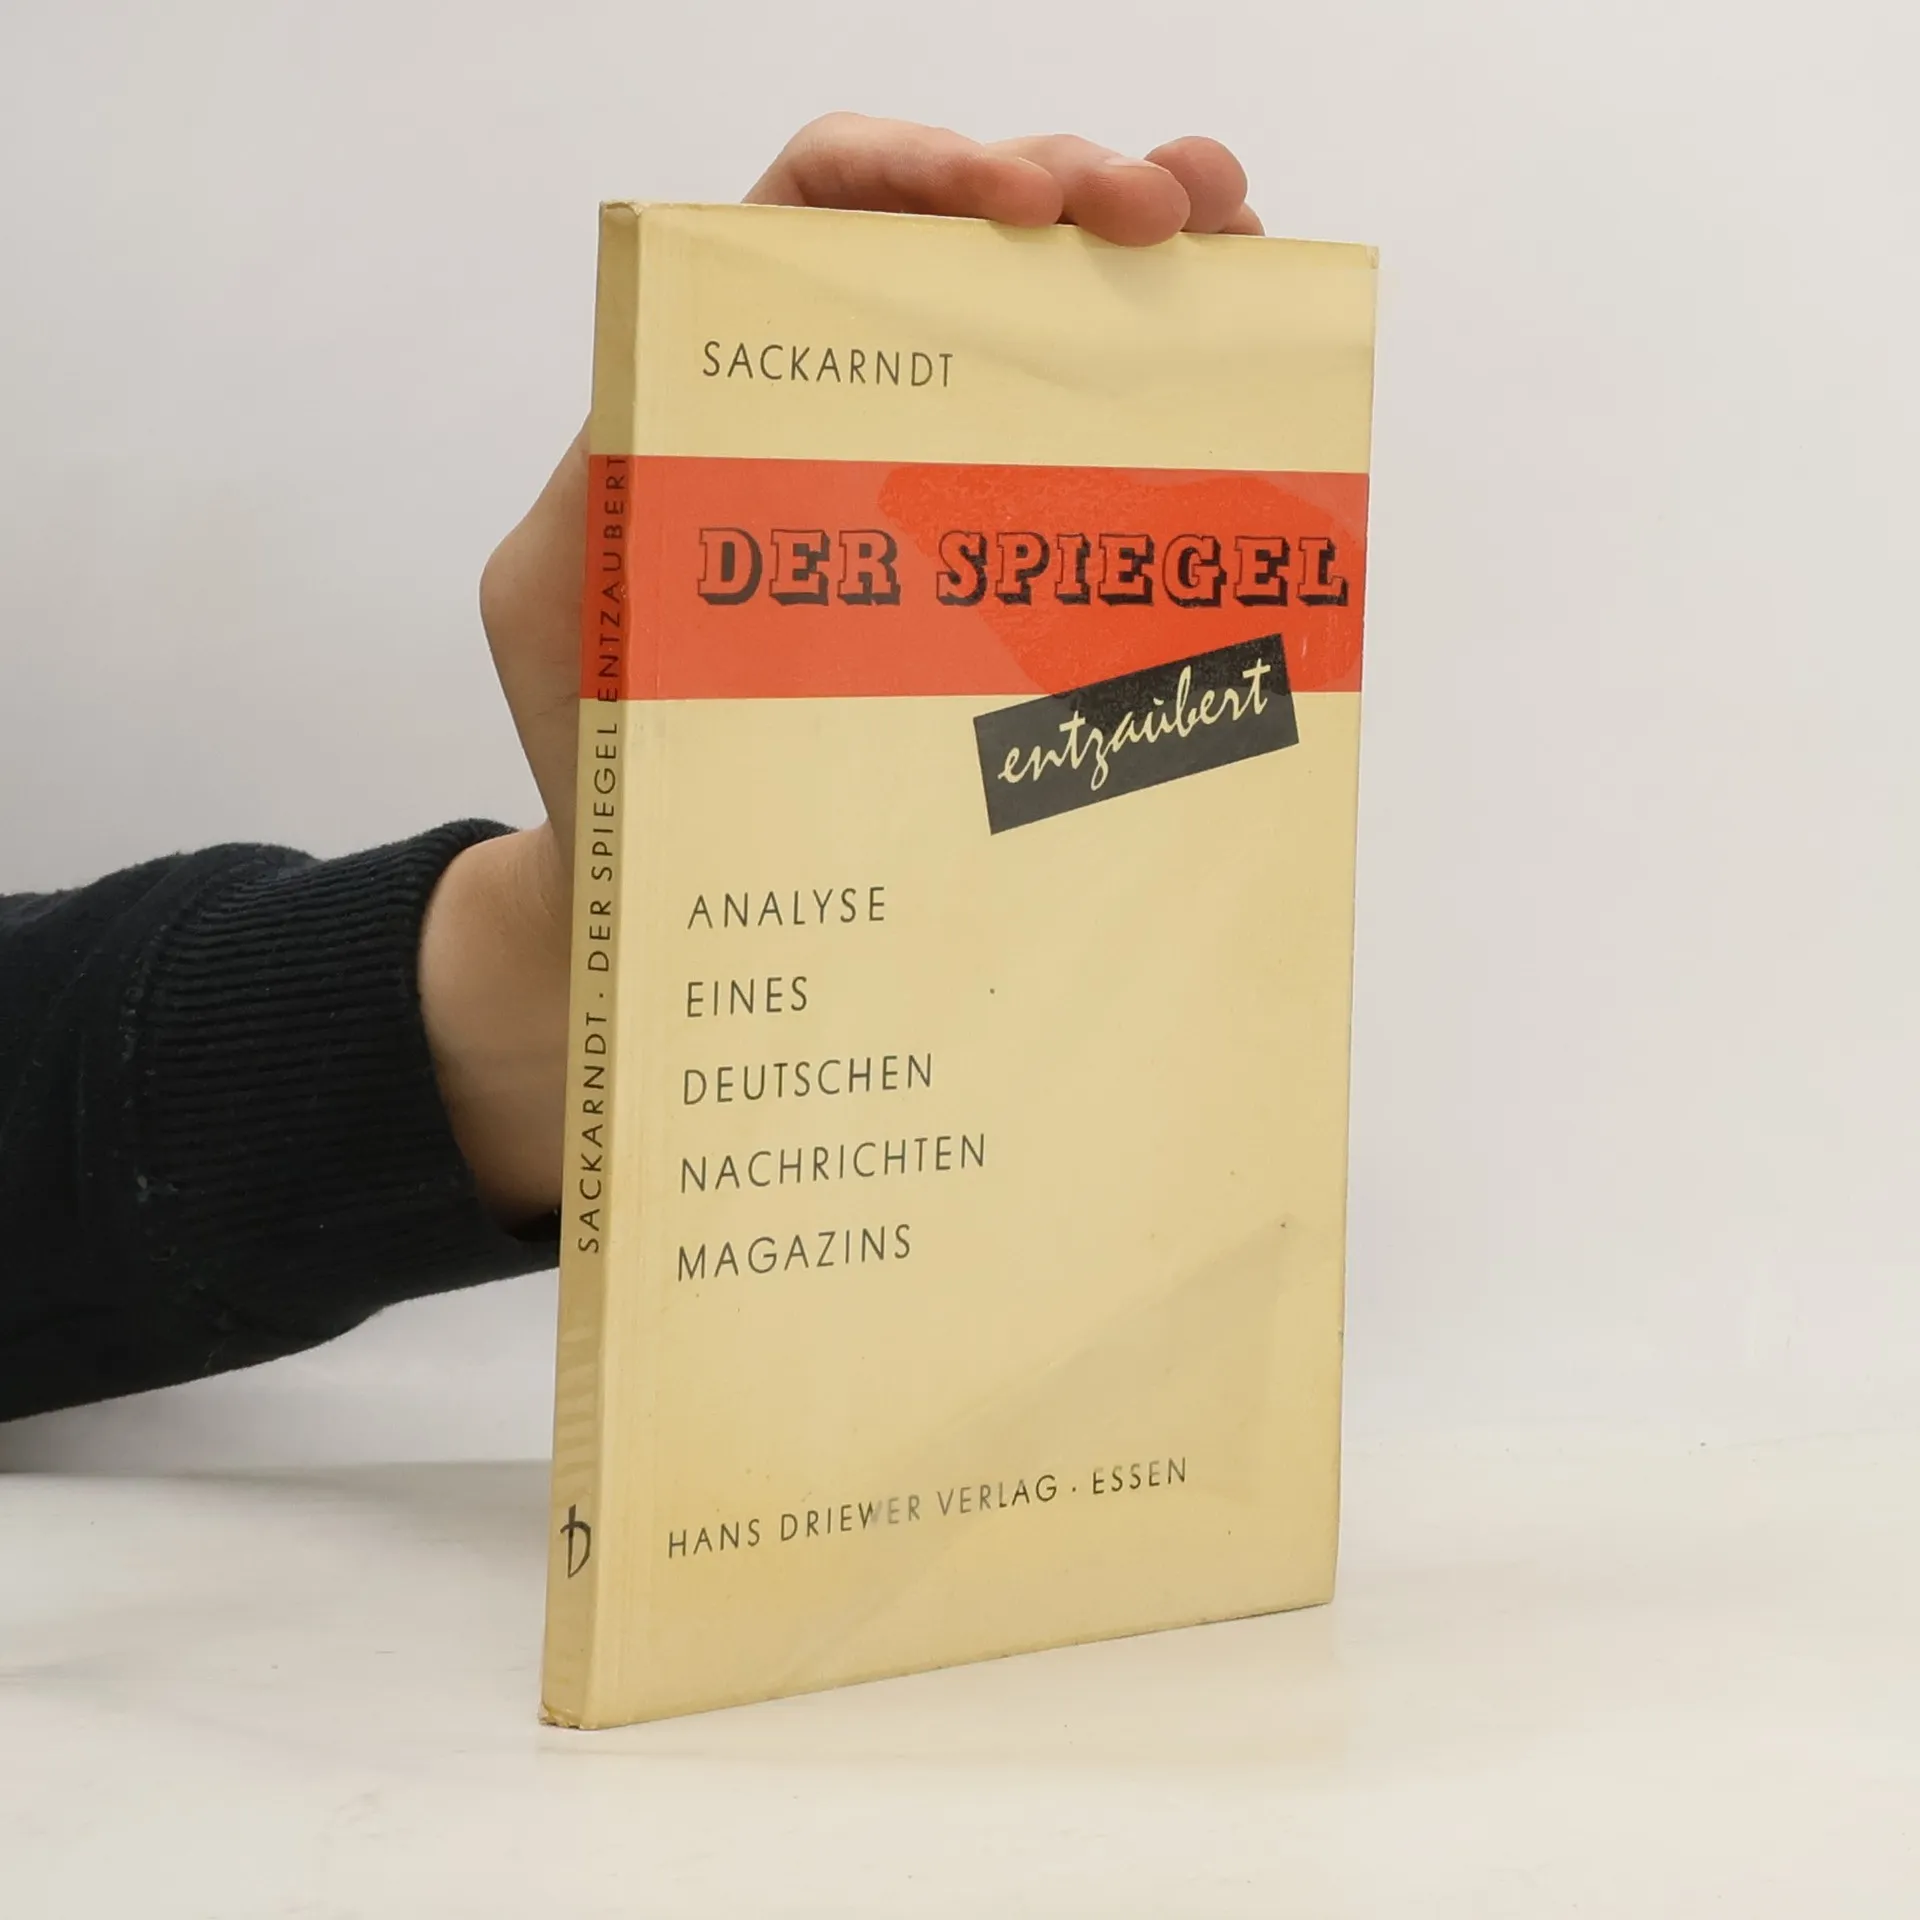 SACKARNDT
DER SPIEGEL
entzaubert
ANALYSE
EINES
DEUTSCHEN
NACHRICHTEN
MAGAZINS
HANS DRIEWER VERLAG · ESSEN
SACKARNDT · DER SPIEGEL ENTZAUBERT
D